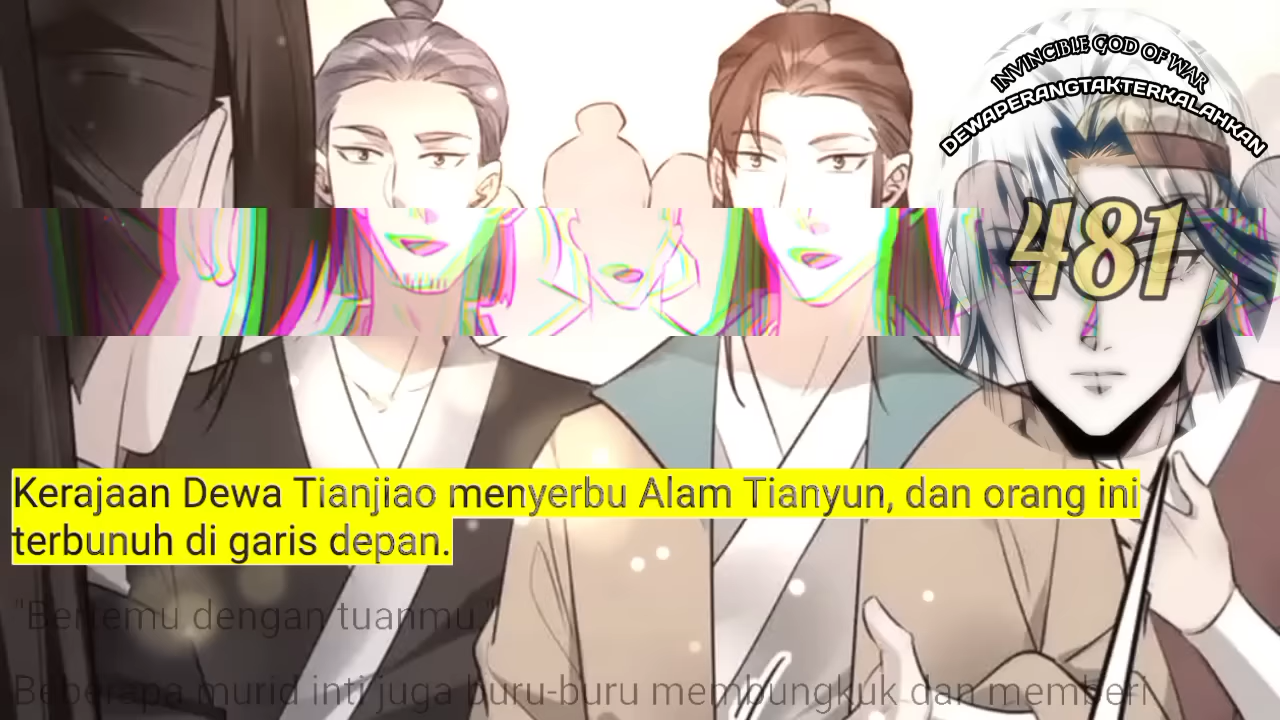 INVINCIBLE GOD OF WAR
DEWAPERANGTAKTERKALAHKAN
481
Kerajaan Dewa Tianjiao menyerbu Alam Tianyun, dan orang ini
terbunuh di garis depan.
"Bertemu dengan tuanmu."
Beberapa murid inti juga buru-buru membungkuk dan memberi